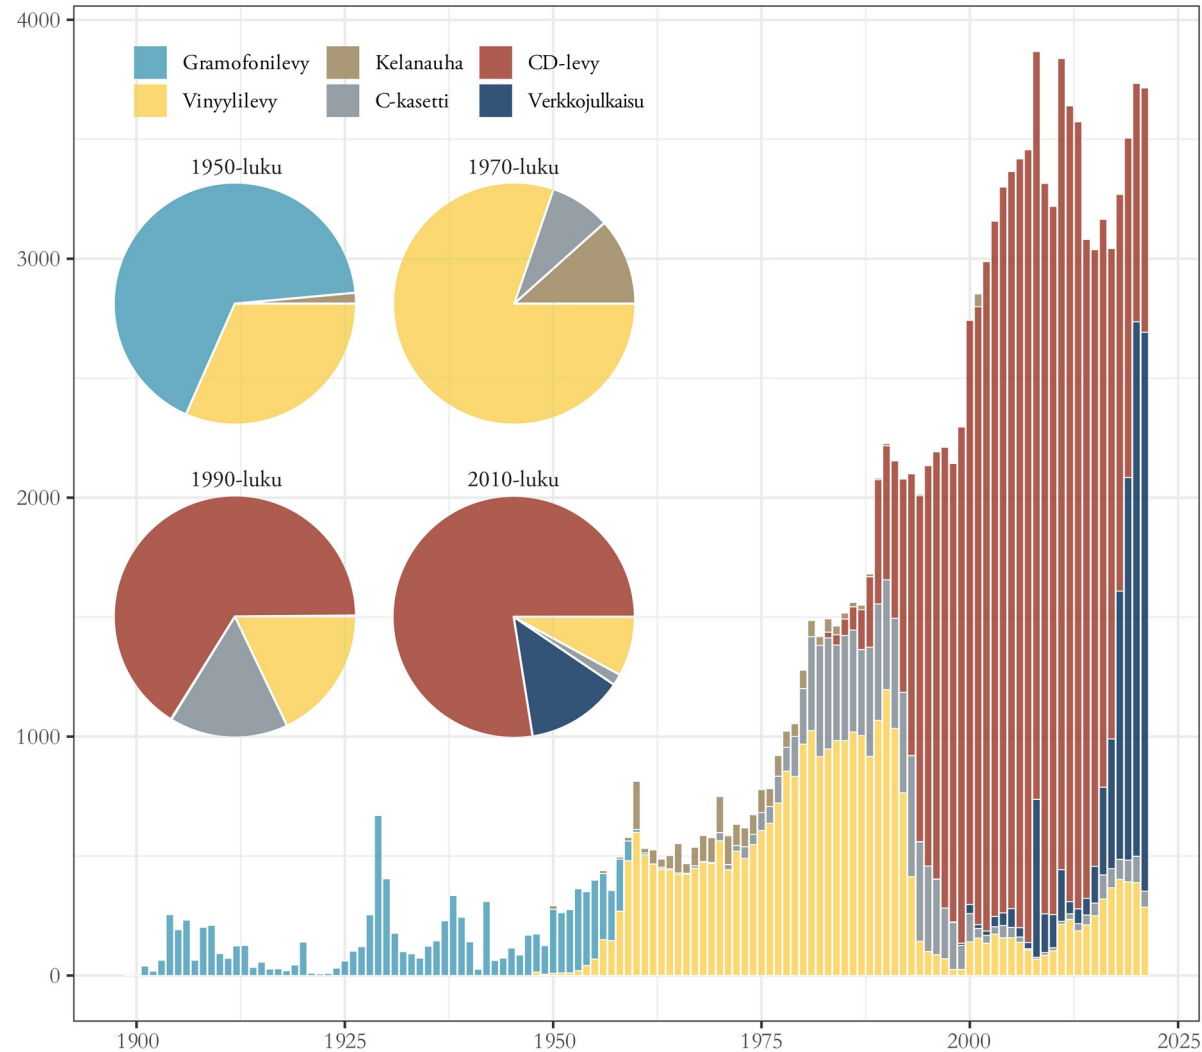 4000
Gramofonilevy Kelanauha CD-levy
Vinyylilevy C-kasetti Verkkojulkaisu
1950-luku 1970-luku
3000
1990-luku 2010-luku
2000
1000
0
1900 1925 1950 1975 2000 2025